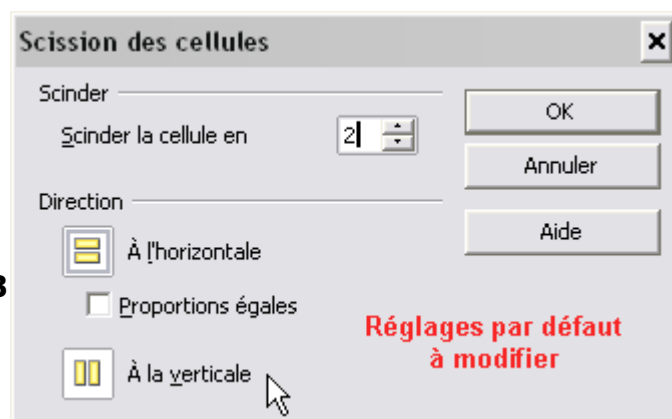 Scission des cellules
Scinder
Scinder la cellule en 2
OK
Annuler
Direction
Aide
À l'horizontale
3
Proportions égales
Réglages par défaut
à modifier
À la verticale